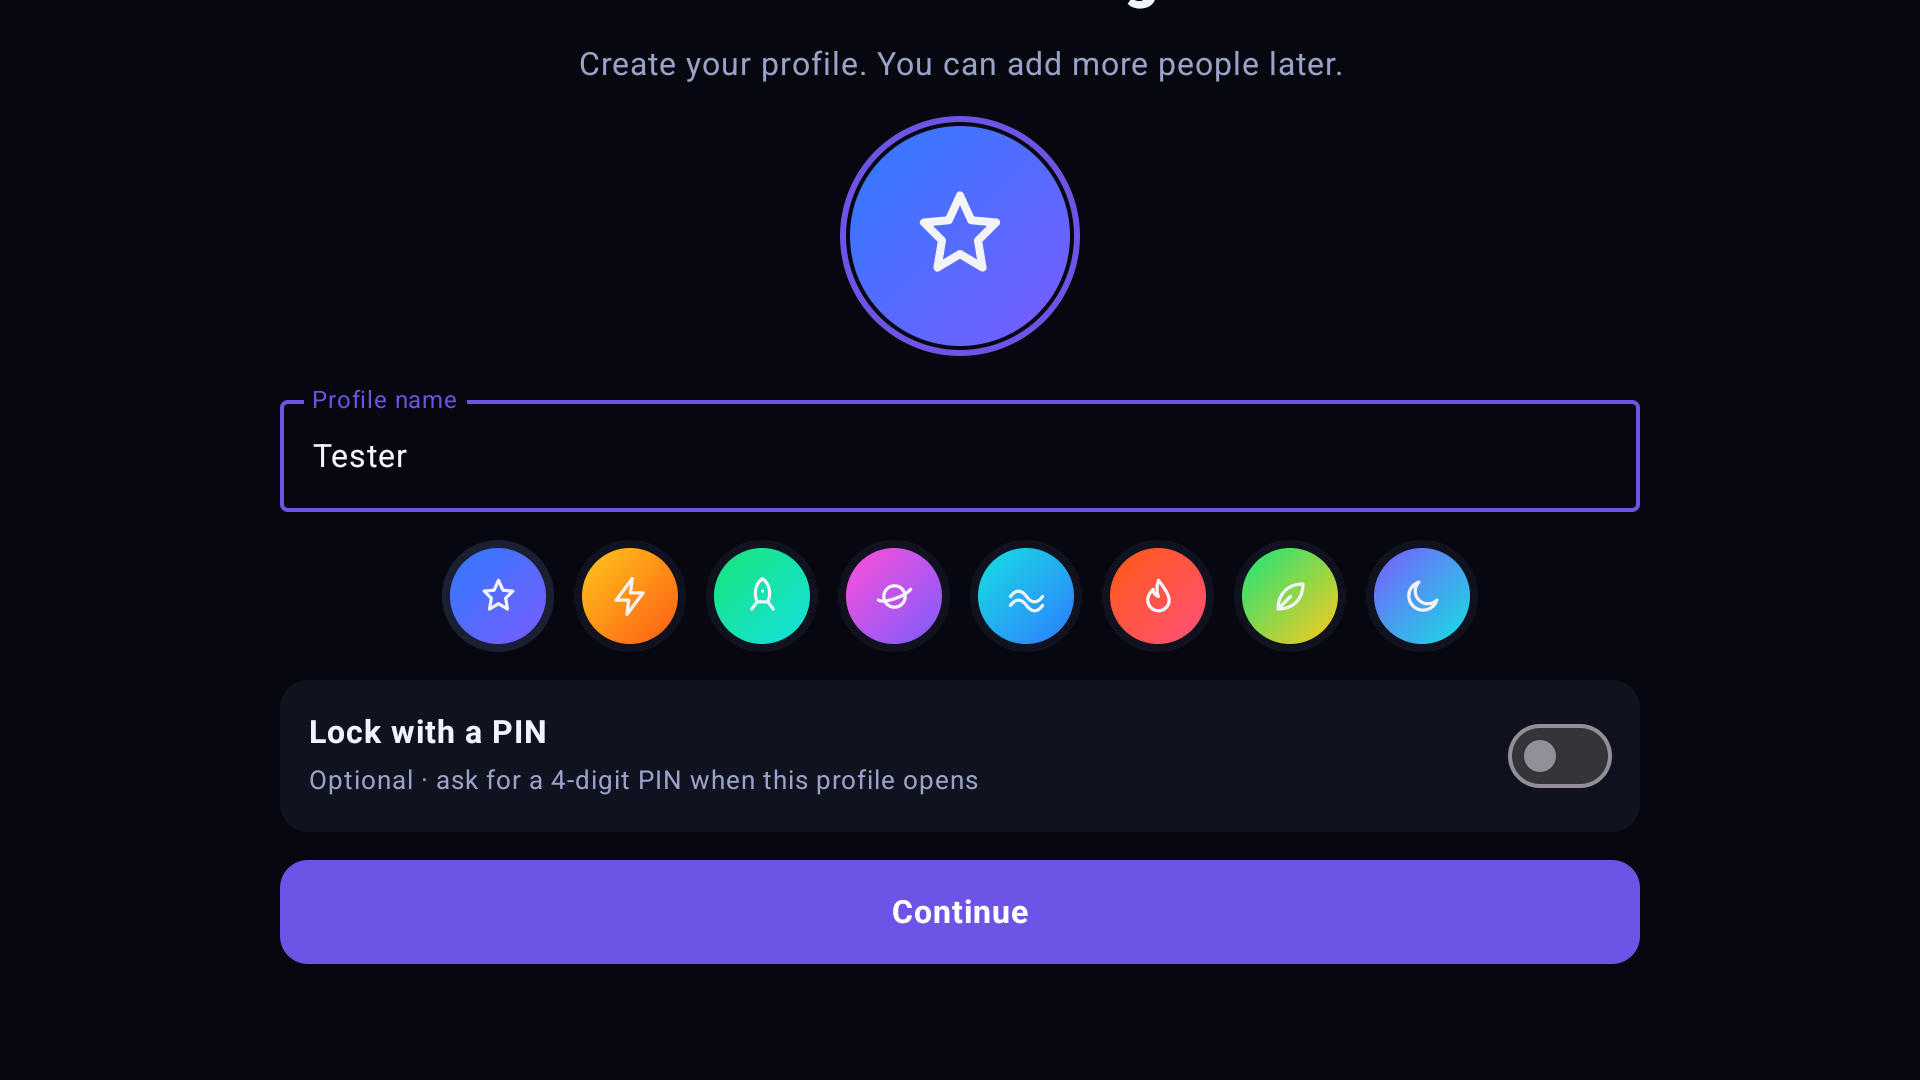 Create your profile. You can add more people later.
Profile name
Tester
Lock with a PIN
Optional · ask for a 4-digit PIN when this profile opens
Continue